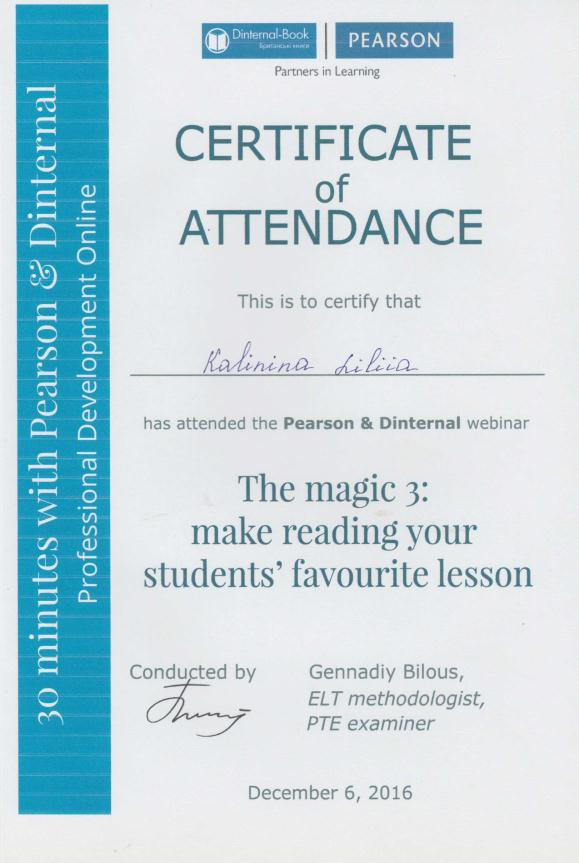 Dinternal-Book
Британські книги
PEARSON
Partners in Learning
30 minutes with Pearson & Dinternal
Professional Development Online
CERTIFICATE
of
ATTENDANCE
This is to certify that
Kalinina Liliia
has attended the Pearson & Dinternal webinar
The magic 3:
make reading your
students’ favourite lesson
Conducted by
Gennadiy Bilous,
ELT methodologist,
PTE examiner
December 6, 2016